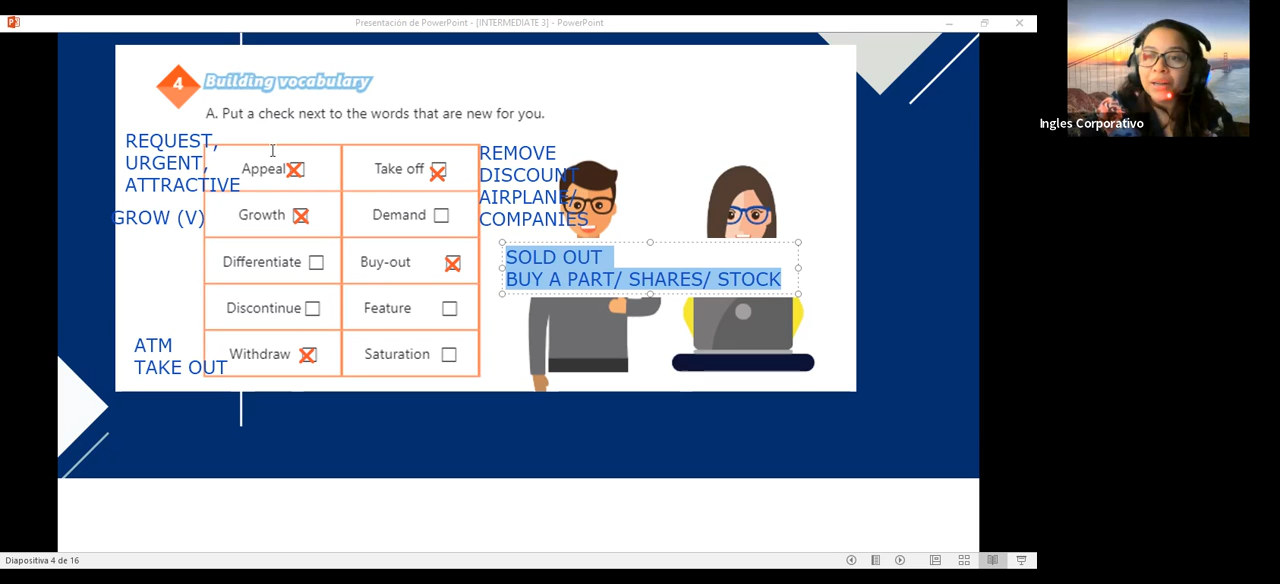 Presentación de PowerPoint - [INTERMEDIATE 3] - PowerPoint
4 Building vocabulary
A. Put a check next to the words that are new for you.
REQUEST,
URGENT,
ATTRACTIVE
Appeal
Take off
REMOVE
DISCOUNT
AIRPLANE/
COMPANIES
GROW (V)
Growth
Demand
Differentiate
Buy-out
SOLD OUT
BUY A PART/ SHARES/ STOCK
Discontinue
Feature
ATM
TAKE OUT
Withdraw
Saturation
Ingles Corporativo
Diapositiva 4 de 16